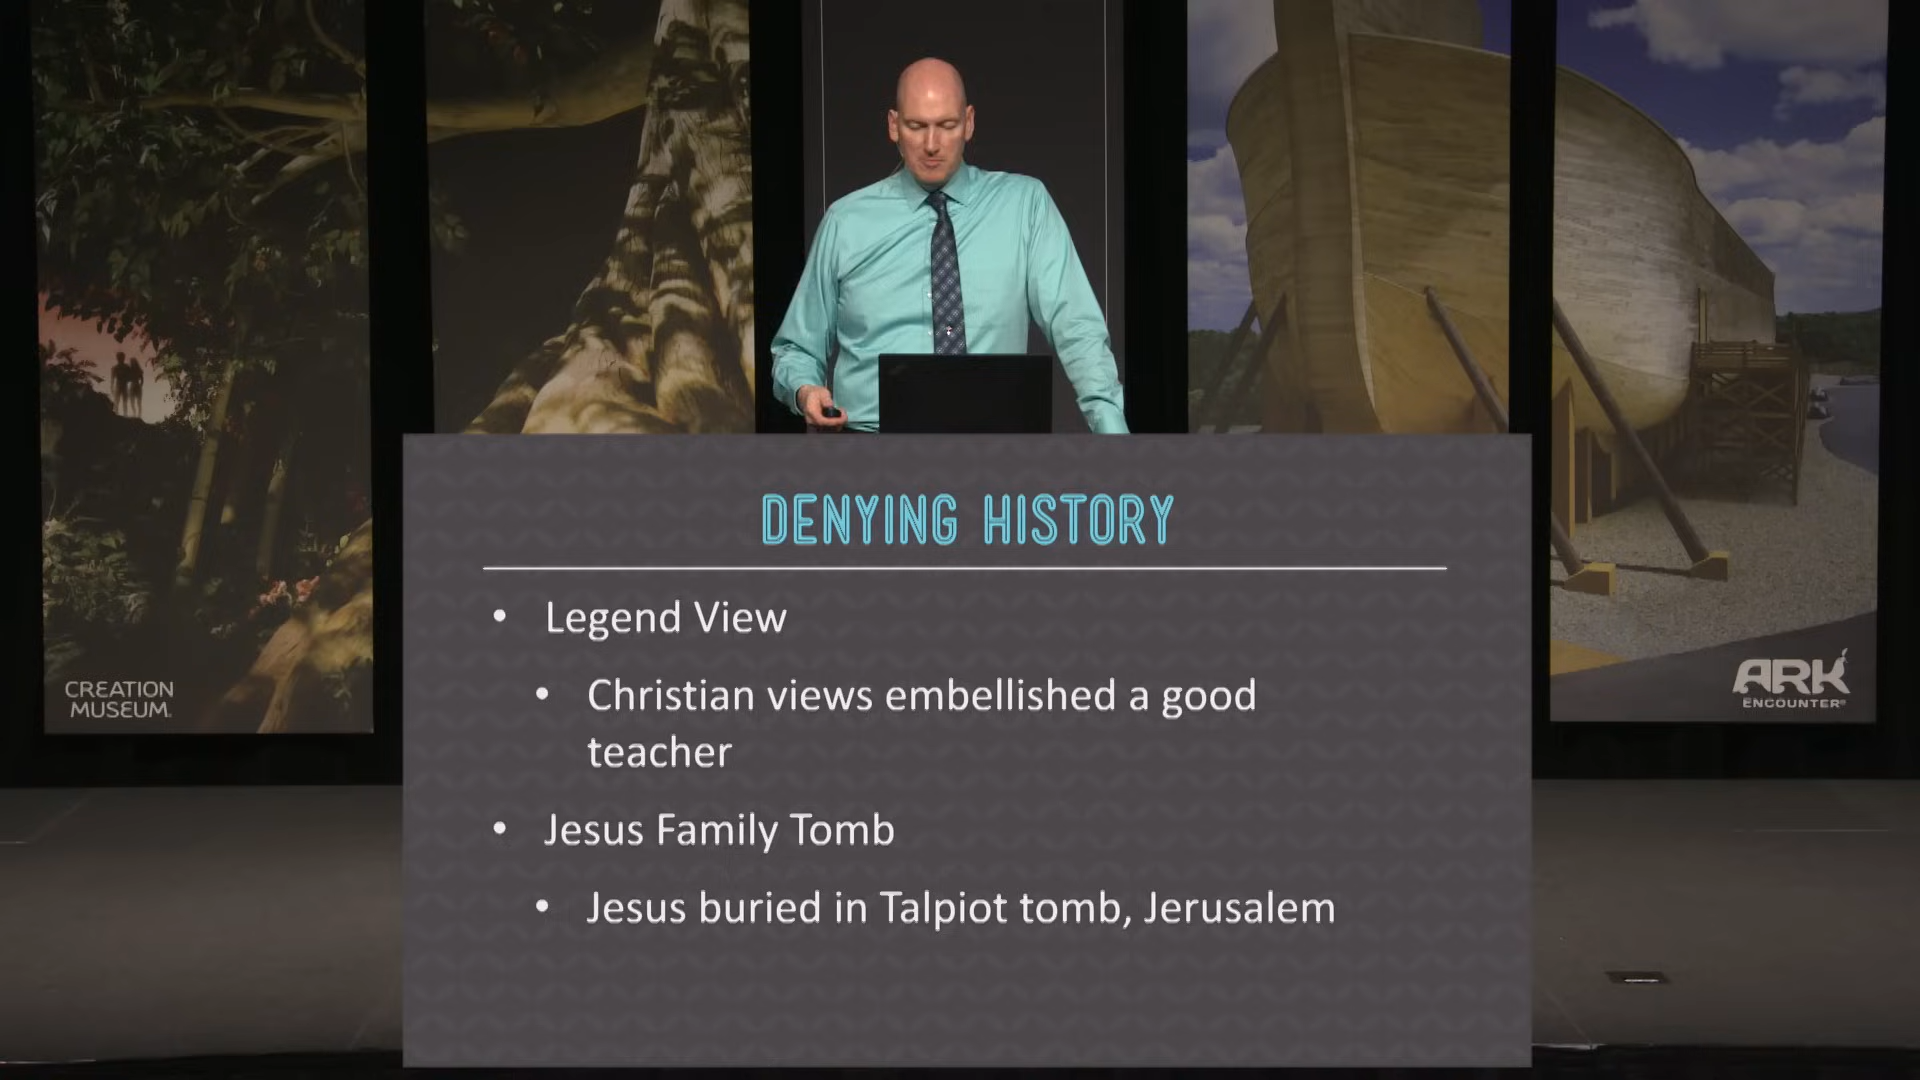 DENYING HISTORY
• Legend View
• Christian views embellished a good
teacher
• Jesus Family Tomb
• Jesus buried in Talpiot tomb, Jerusalem
CREATION
MUSEUM.
ARK
ENCOUNTER®